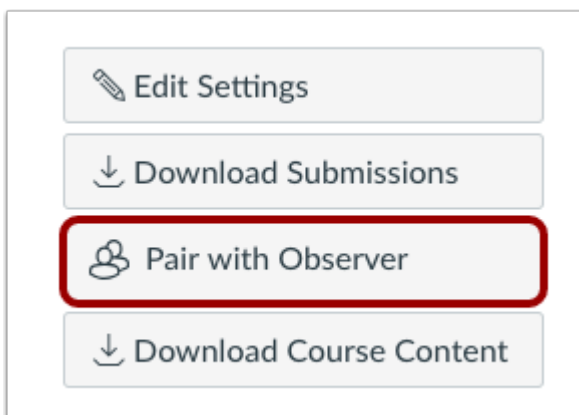 Edit Settings
Download Submissions
Pair with Observer
Download Course Content